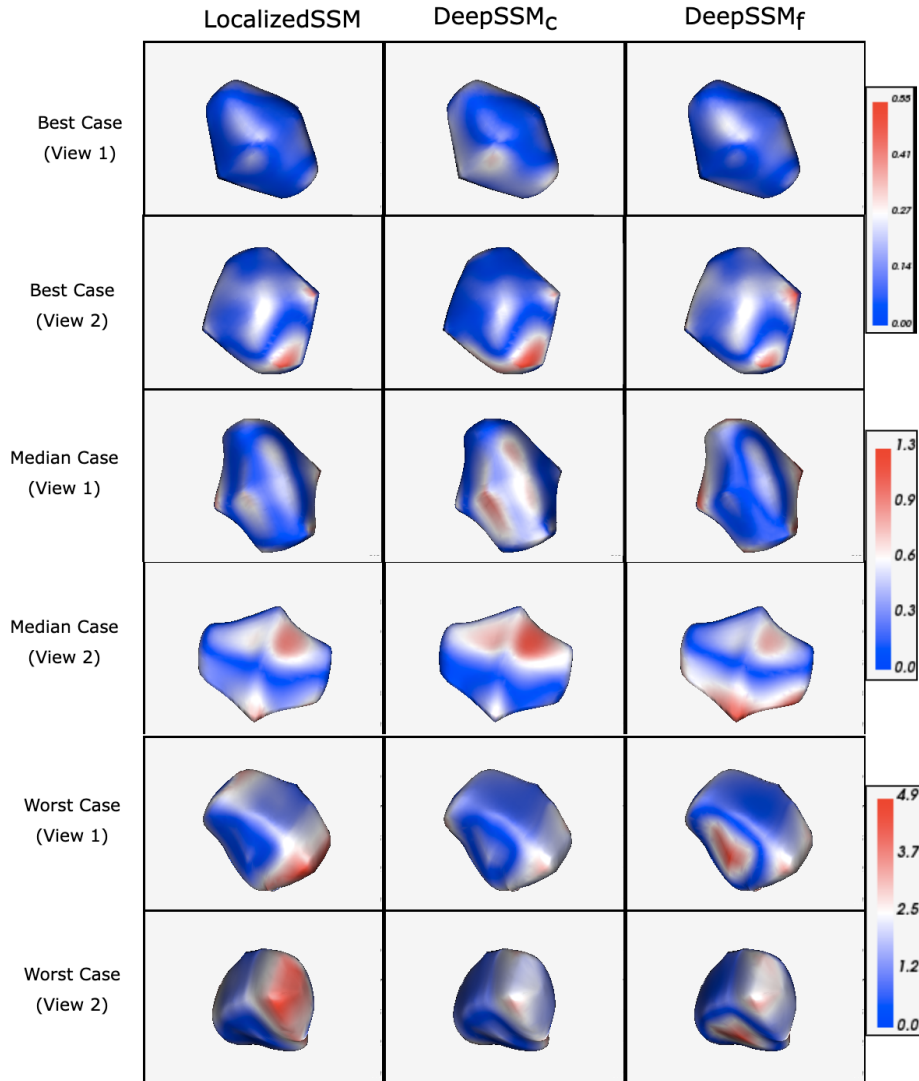 LocalizedSSM DeepSSMc DeepSSMf
Best Case
(View 1)
0.55
0.41
0.27
0.14
0.00
Best Case
(View 2)
Median Case
(View 1)
1.3
0.9
0.6
0.3
0.0
Median Case
(View 2)
Worst Case
(View 1)
4.9
3.7
2.5
1.2
0.0
Worst Case
(View 2)